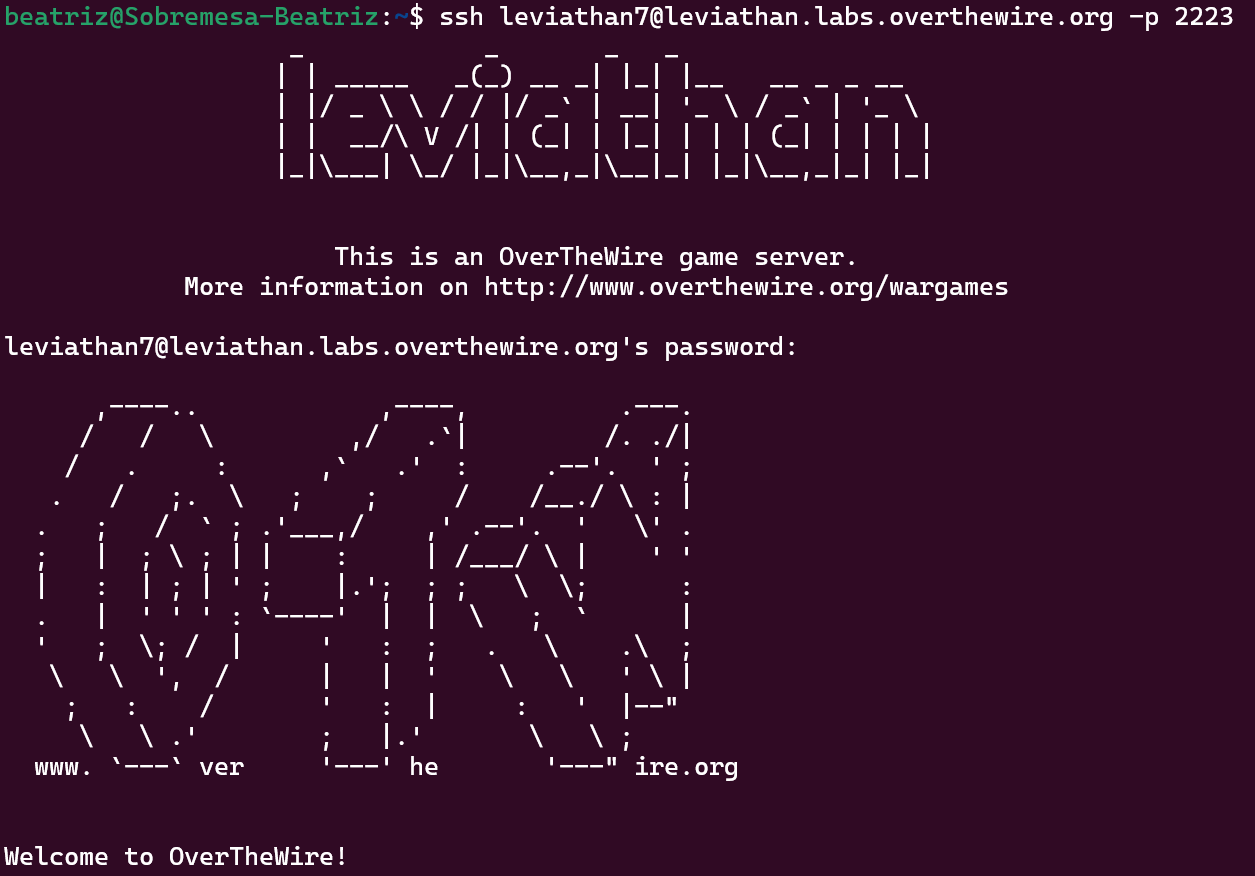 beatriz@Sobremesa-Beatriz:~$ ssh leviathan7@leviathan.labs.overthewire.org -p 2223
leviathan
This is an OverTheWire game server.
More information on http://www.overthewire.org/wargames
leviathan7@leviathan.labs.overthewire.org's password:
www. ver he ire.org
Welcome to OverTheWire!